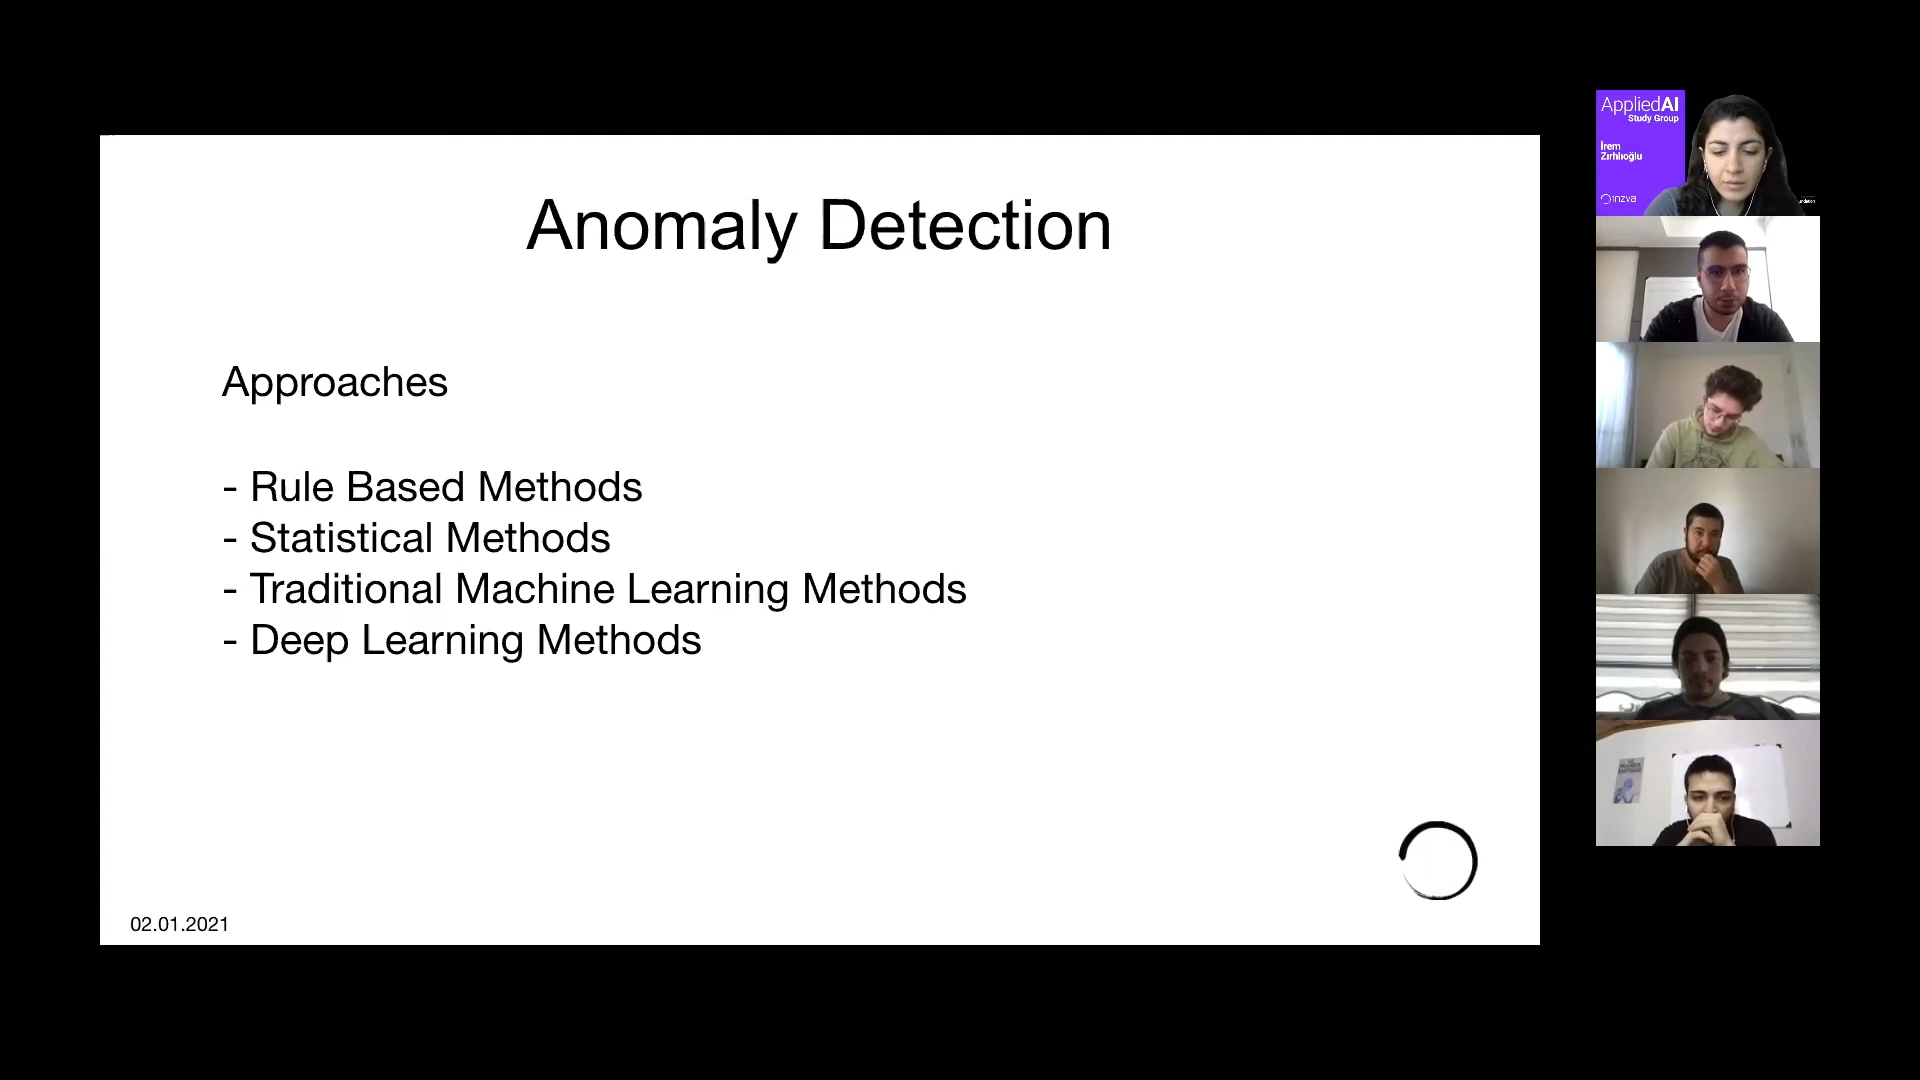 Anomaly Detection
Approaches
- Rule Based Methods
- Statistical Methods
- Traditional Machine Learning Methods
- Deep Learning Methods
02.01.2021
AppliedAI
Study Group
İrem
Zırhlıoğlu
inzva